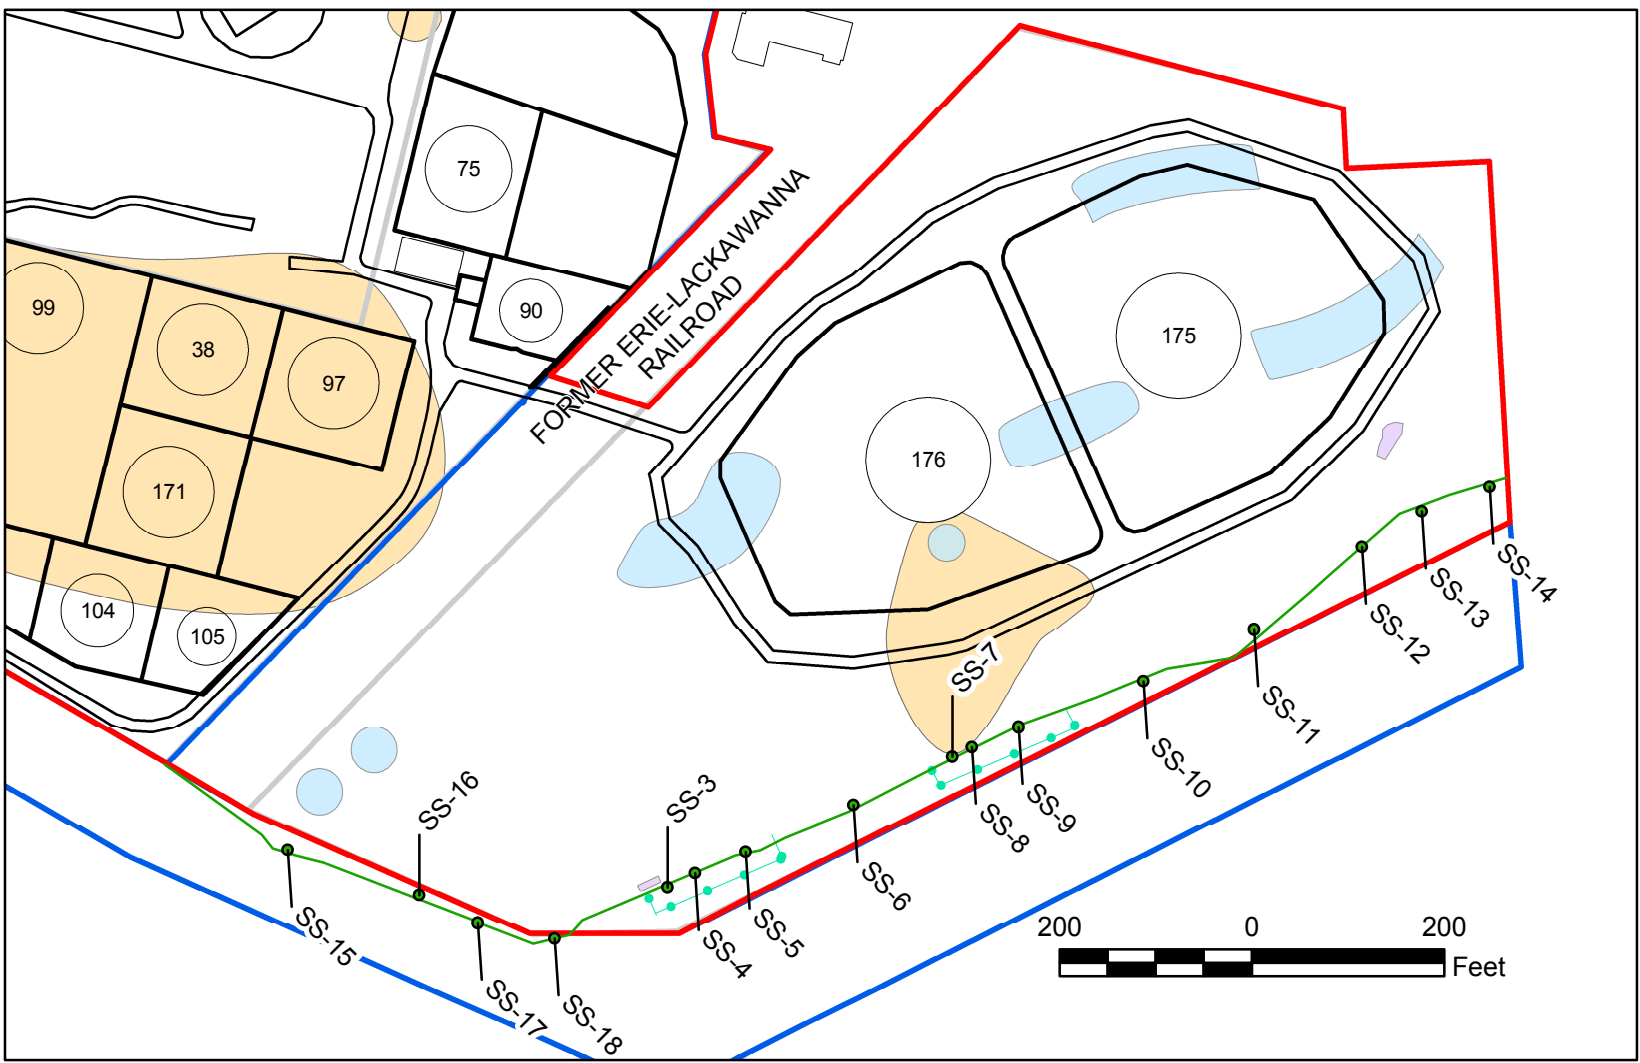 75
FORMER ERIE-LACKAWANNA
RAILROAD
99
90
38
97
175
176
171
104
105
SS-7
SS-14
SS-13
SS-12
SS-11
SS-10
SS-9
SS-8
SS-16
SS-3
SS-6
SS-5
SS-4
SS-15
SS-17
SS-18
200 0 200
Feet